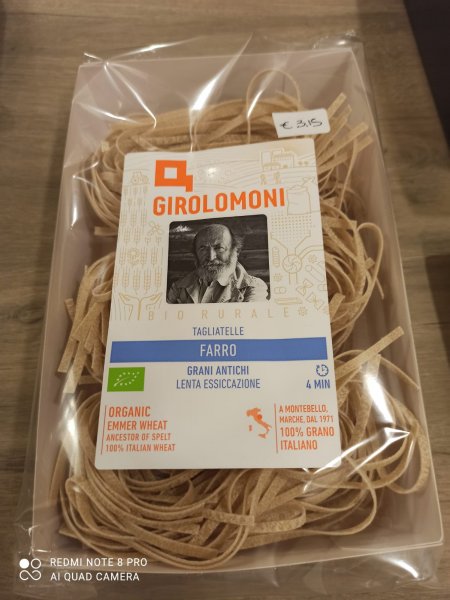 € 3,15
GIROLOMONI
BIO RURALE
TAGLIATELLE
FARRO
GRANI ANTICHI
LENTA ESSICCAZIONE
4 MIN
ORGANIC
EMMER WHEAT
ANCESTOR OF SPELT
100% ITALIAN WHEAT
A MONTEBELLO,
MARCHE, DAL 1971
100% GRANO
ITALIANO
REDMI NOTE 8 PRO
AI QUAD CAMERA